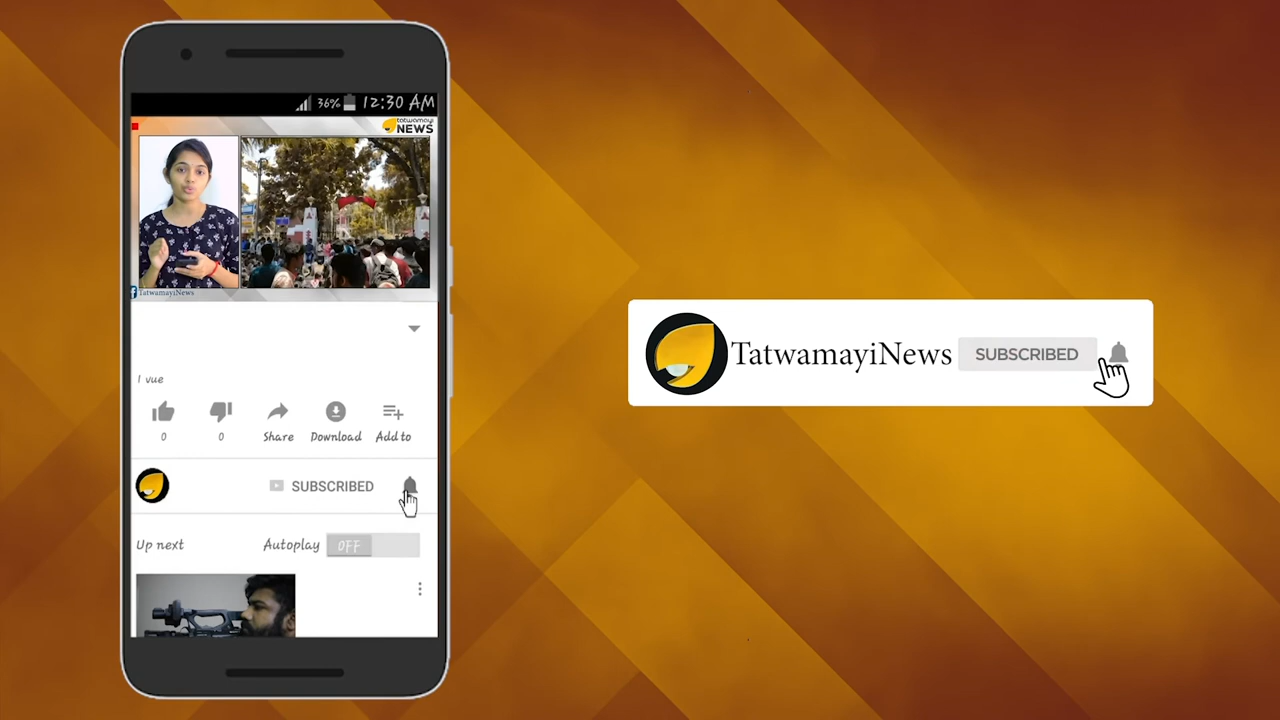 36% 12:30 AM
tatwamayi
NEWS
TatwamayiNews
1 vue
0 0 Share Download Add to
SUBSCRIBED
Up next Autoplay OFF
TatwamayiNews SUBSCRIBED